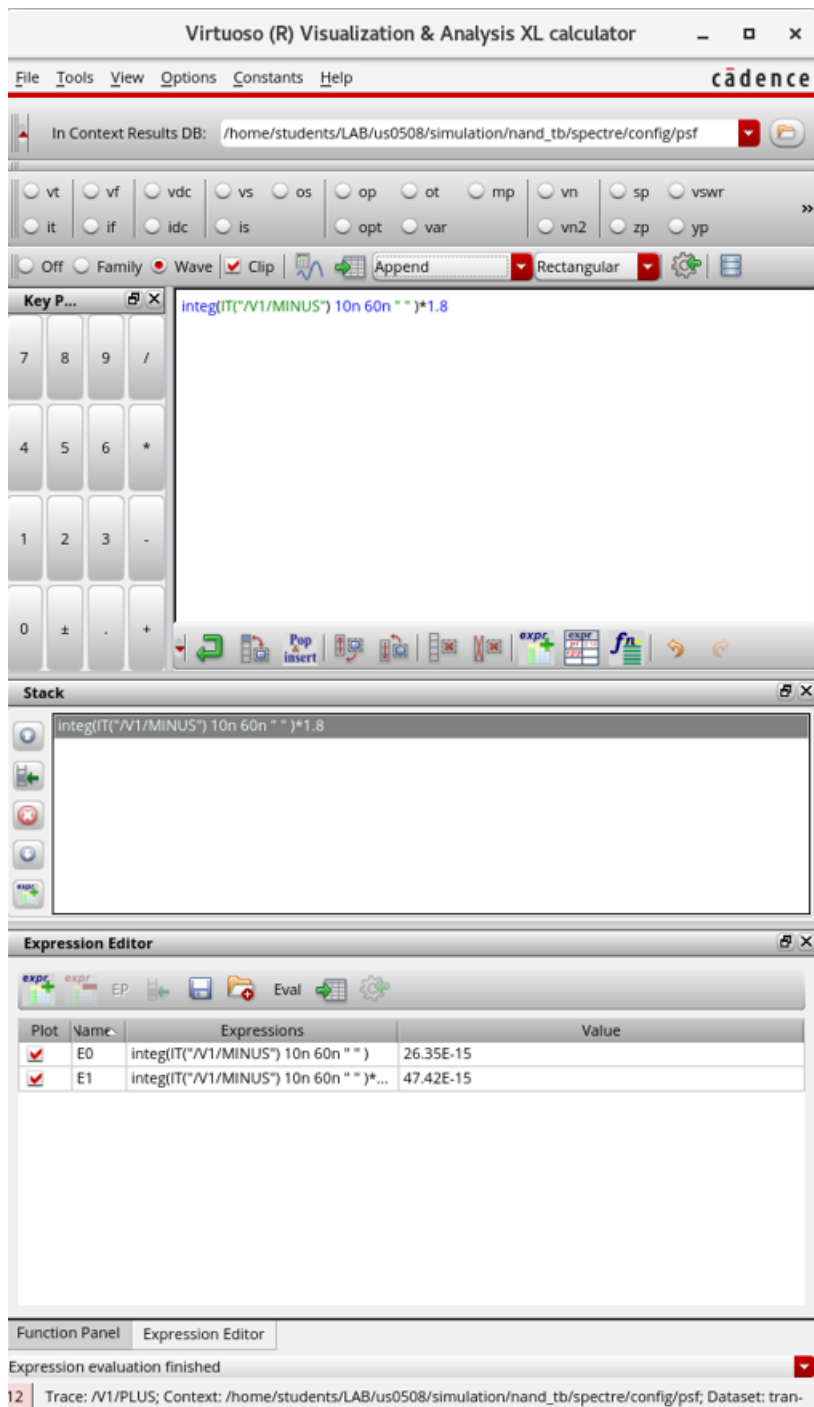 Virtuoso (R) Visualization & Analysis XL calculator
File Tools View Options Constants Help cādence
In Context Results DB: /home/students/LAB/us0508/simulation/nand_tb/spectre/config/psf
vt vf vdc vs os op ot mp vn sp vswr
it if idc is opt var vn2 zp yp
Off Family Wave Clip Append Rectangular
Key P...
integ(IT("/V1/MINUS") 10n 60n " " )*1.8
7 8 9 /
4 5 6 *
1 2 3 -
0 ± . +
Pop & insert expr expr fn
Stack
integ(IT("/V1/MINUS") 10n 60n " " )*1.8
expr
Expression Editor
expr expr EP Eval
Plot Name Expressions Value
E0 integ(IT("/V1/MINUS") 10n 60n " " ) 26.35E-15
E1 integ(IT("/V1/MINUS") 10n 60n " " )*... 47.42E-15
Function Panel Expression Editor
Expression evaluation finished
12 Trace: /V1/PLUS; Context: /home/students/LAB/us0508/simulation/nand_tb/spectre/config/psf; Dataset: tran-